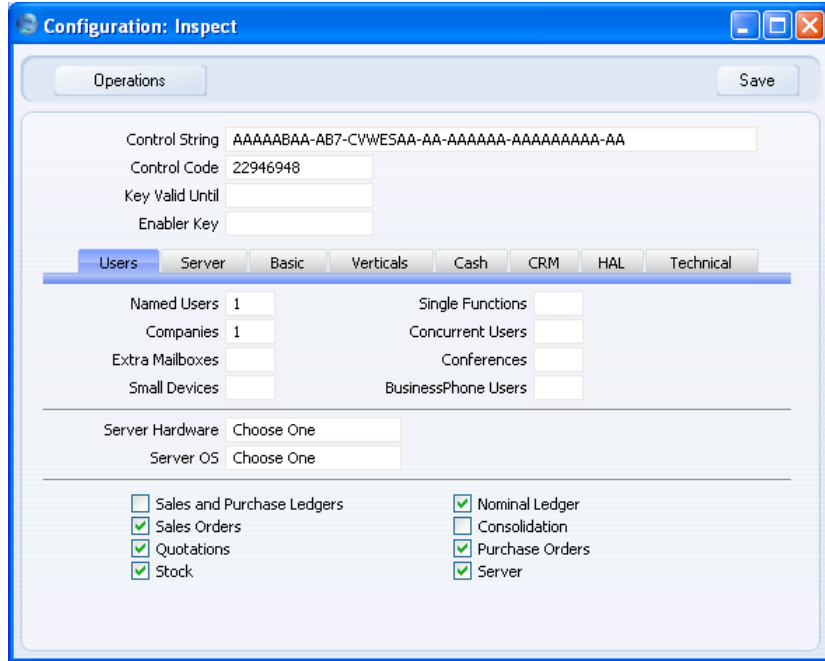 Configuration: Inspect
Operations Save
Control String AAAAABAA-AB7-CVWESAA-AA-AAAAAA-AAAAAAAAA-AA
Control Code 22946948
Key Valid Until
Enabler Key
Users Server Basic Verticals Cash CRM HAL Technical
Named Users 1 Single Functions
Companies 1 Concurrent Users
Extra Mailboxes Conferences
Small Devices BusinessPhone Users
Server Hardware Choose One
Server OS Choose One
Sales and Purchase Ledgers Nominal Ledger
Sales Orders Consolidation
Quotations Purchase Orders
Stock Server